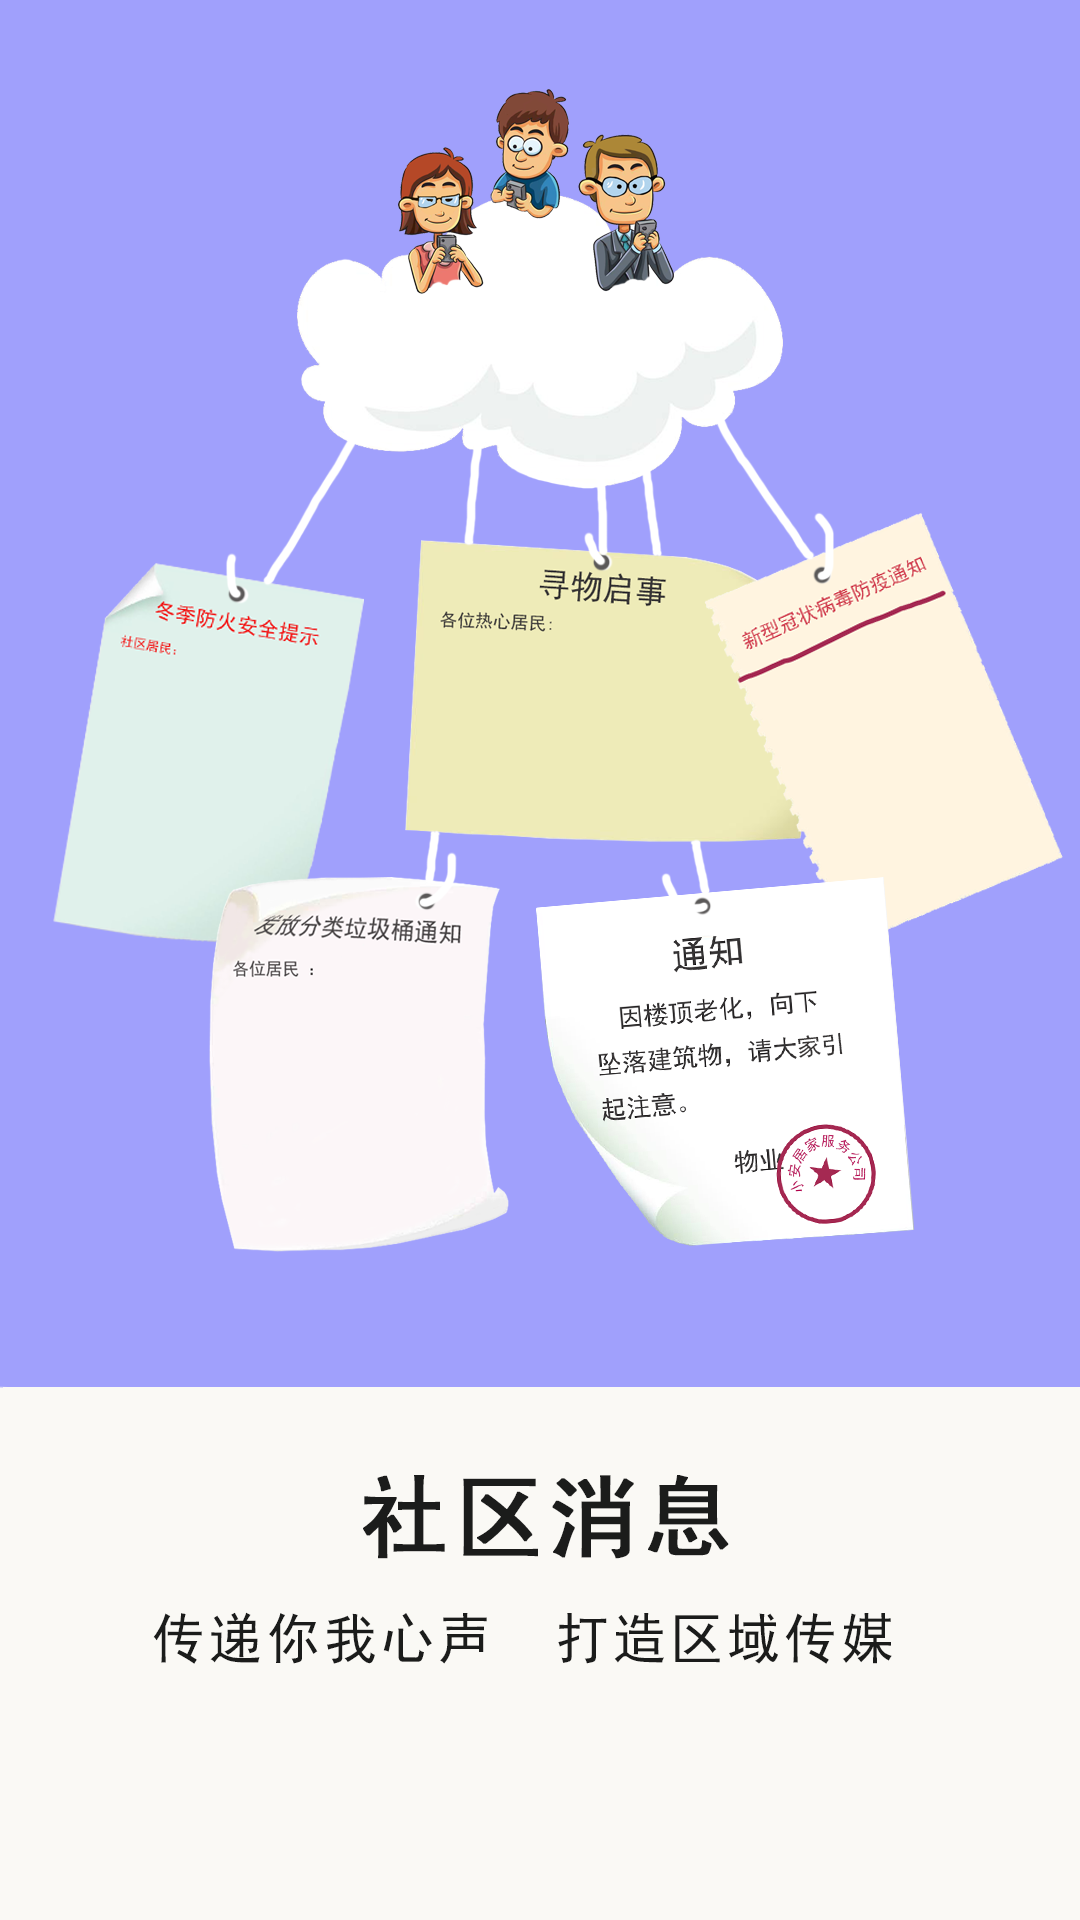 冬季防火安全提示
社区居民：
寻物启事
各位热心居民：
新型冠状病毒防疫通知
发放分类垃圾桶通知
各位居民 ：
通知
因楼顶老化，向下
坠落建筑物，请大家引
起注意。
物业
小安居家服务公司
社区消息
传递你我心声 打造区域传媒